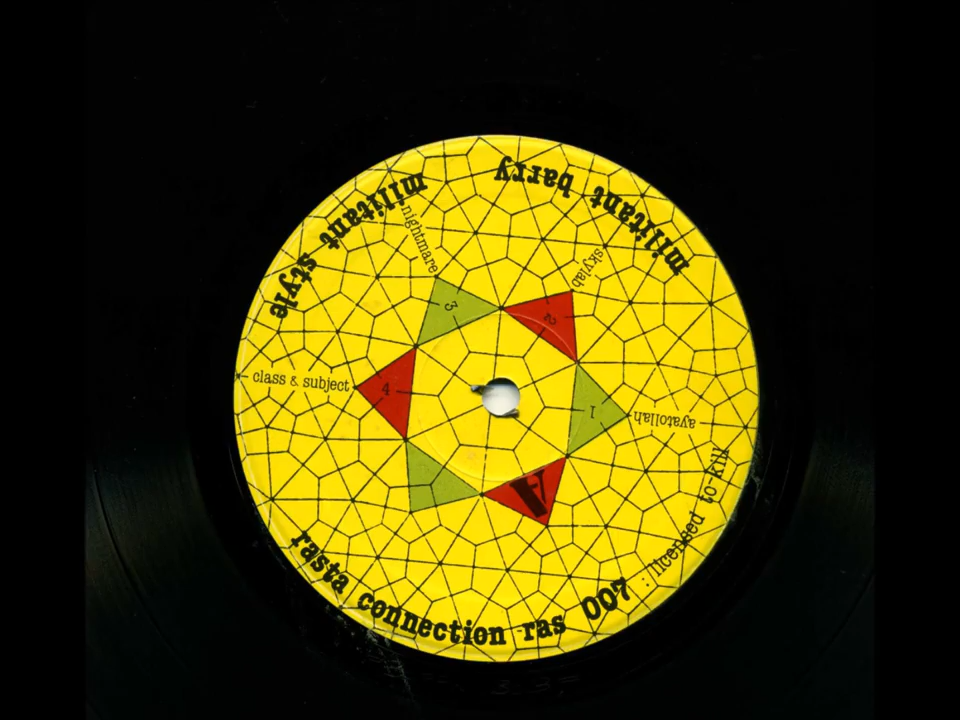 militant barry
militant style
A
1
ayatollah
2
skylab
3
nightmare
4
class & subject
rasta connection ras 007 : licensed to kill